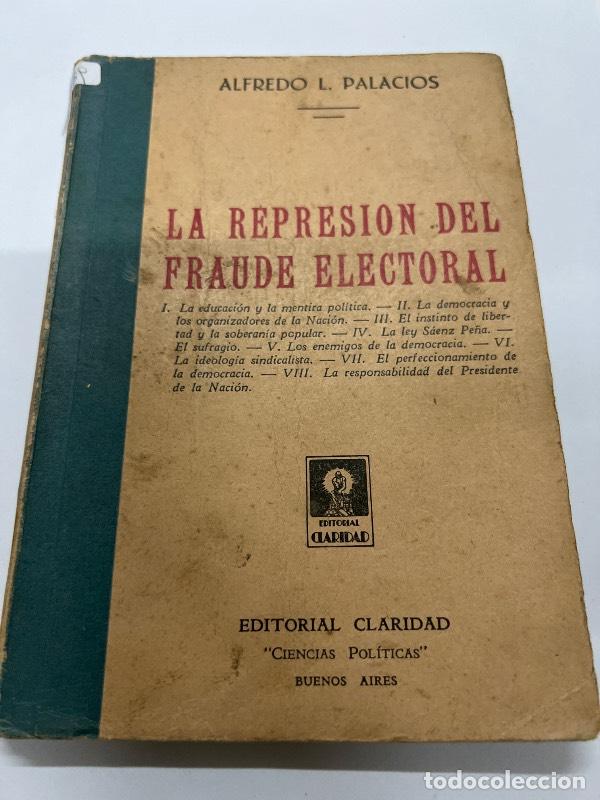 ALFREDO L. PALACIOS
LA REPRESION DEL
FRAUDE ELECTORAL
I. La educación y la mentira política. — II. La democracia y
los organizadores de la Nación. — III. El instinto de liber-
tad y la soberanía popular. — IV. La ley Sáenz Peña. —
El sufragio. — V. Los enemigos de la democracia. — VI.
La ideología sindicalista. — VII. El perfeccionamiento de
la democracia. — VIII. La responsabilidad del Presidente
de la Nación.
EDITORIAL
CLARIDAD
EDITORIAL CLARIDAD
"CIENCIAS POLÍTICAS"
BUENOS AIRES
todocoleccion
todocoleccion.net